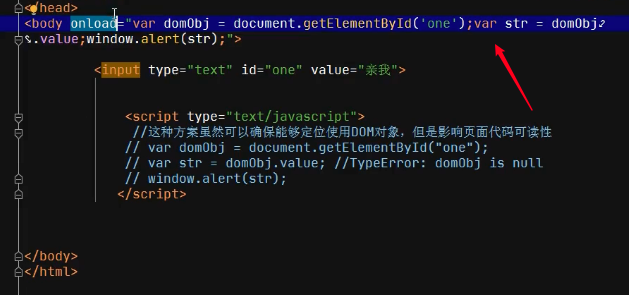 </head>
<body onload="var domObj = document.getElementById('one');var str = domObj
.value;window.alert(str);">
<input type="text" id="one" value="亲我">
<script type="text/javascript">
//这种方案虽然可以确保能够定位使用DOM对象，但是影响页面代码可读性
// var domObj = document.getElementById("one");
// var str = domObj.value; //TypeError: domObj is null
// window.alert(str);
</script>
</body>
</html>